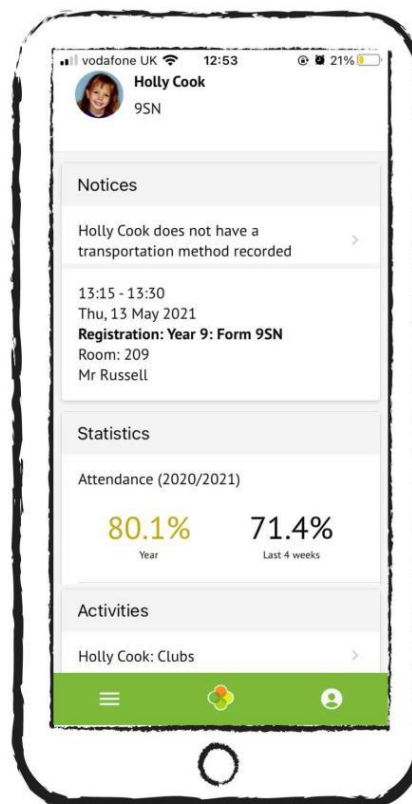 vodafone UK 12:53 21%
Holly Cook
9SN
Notices
Holly Cook does not have a
transportation method recorded
13:15 - 13:30
Thu, 13 May 2021
Registration: Year 9: Form 9SN
Room: 209
Mr Russell
Statistics
Attendance (2020/2021)
80.1% 71.4%
Year Last 4 weeks
Activities
Holly Cook: Clubs